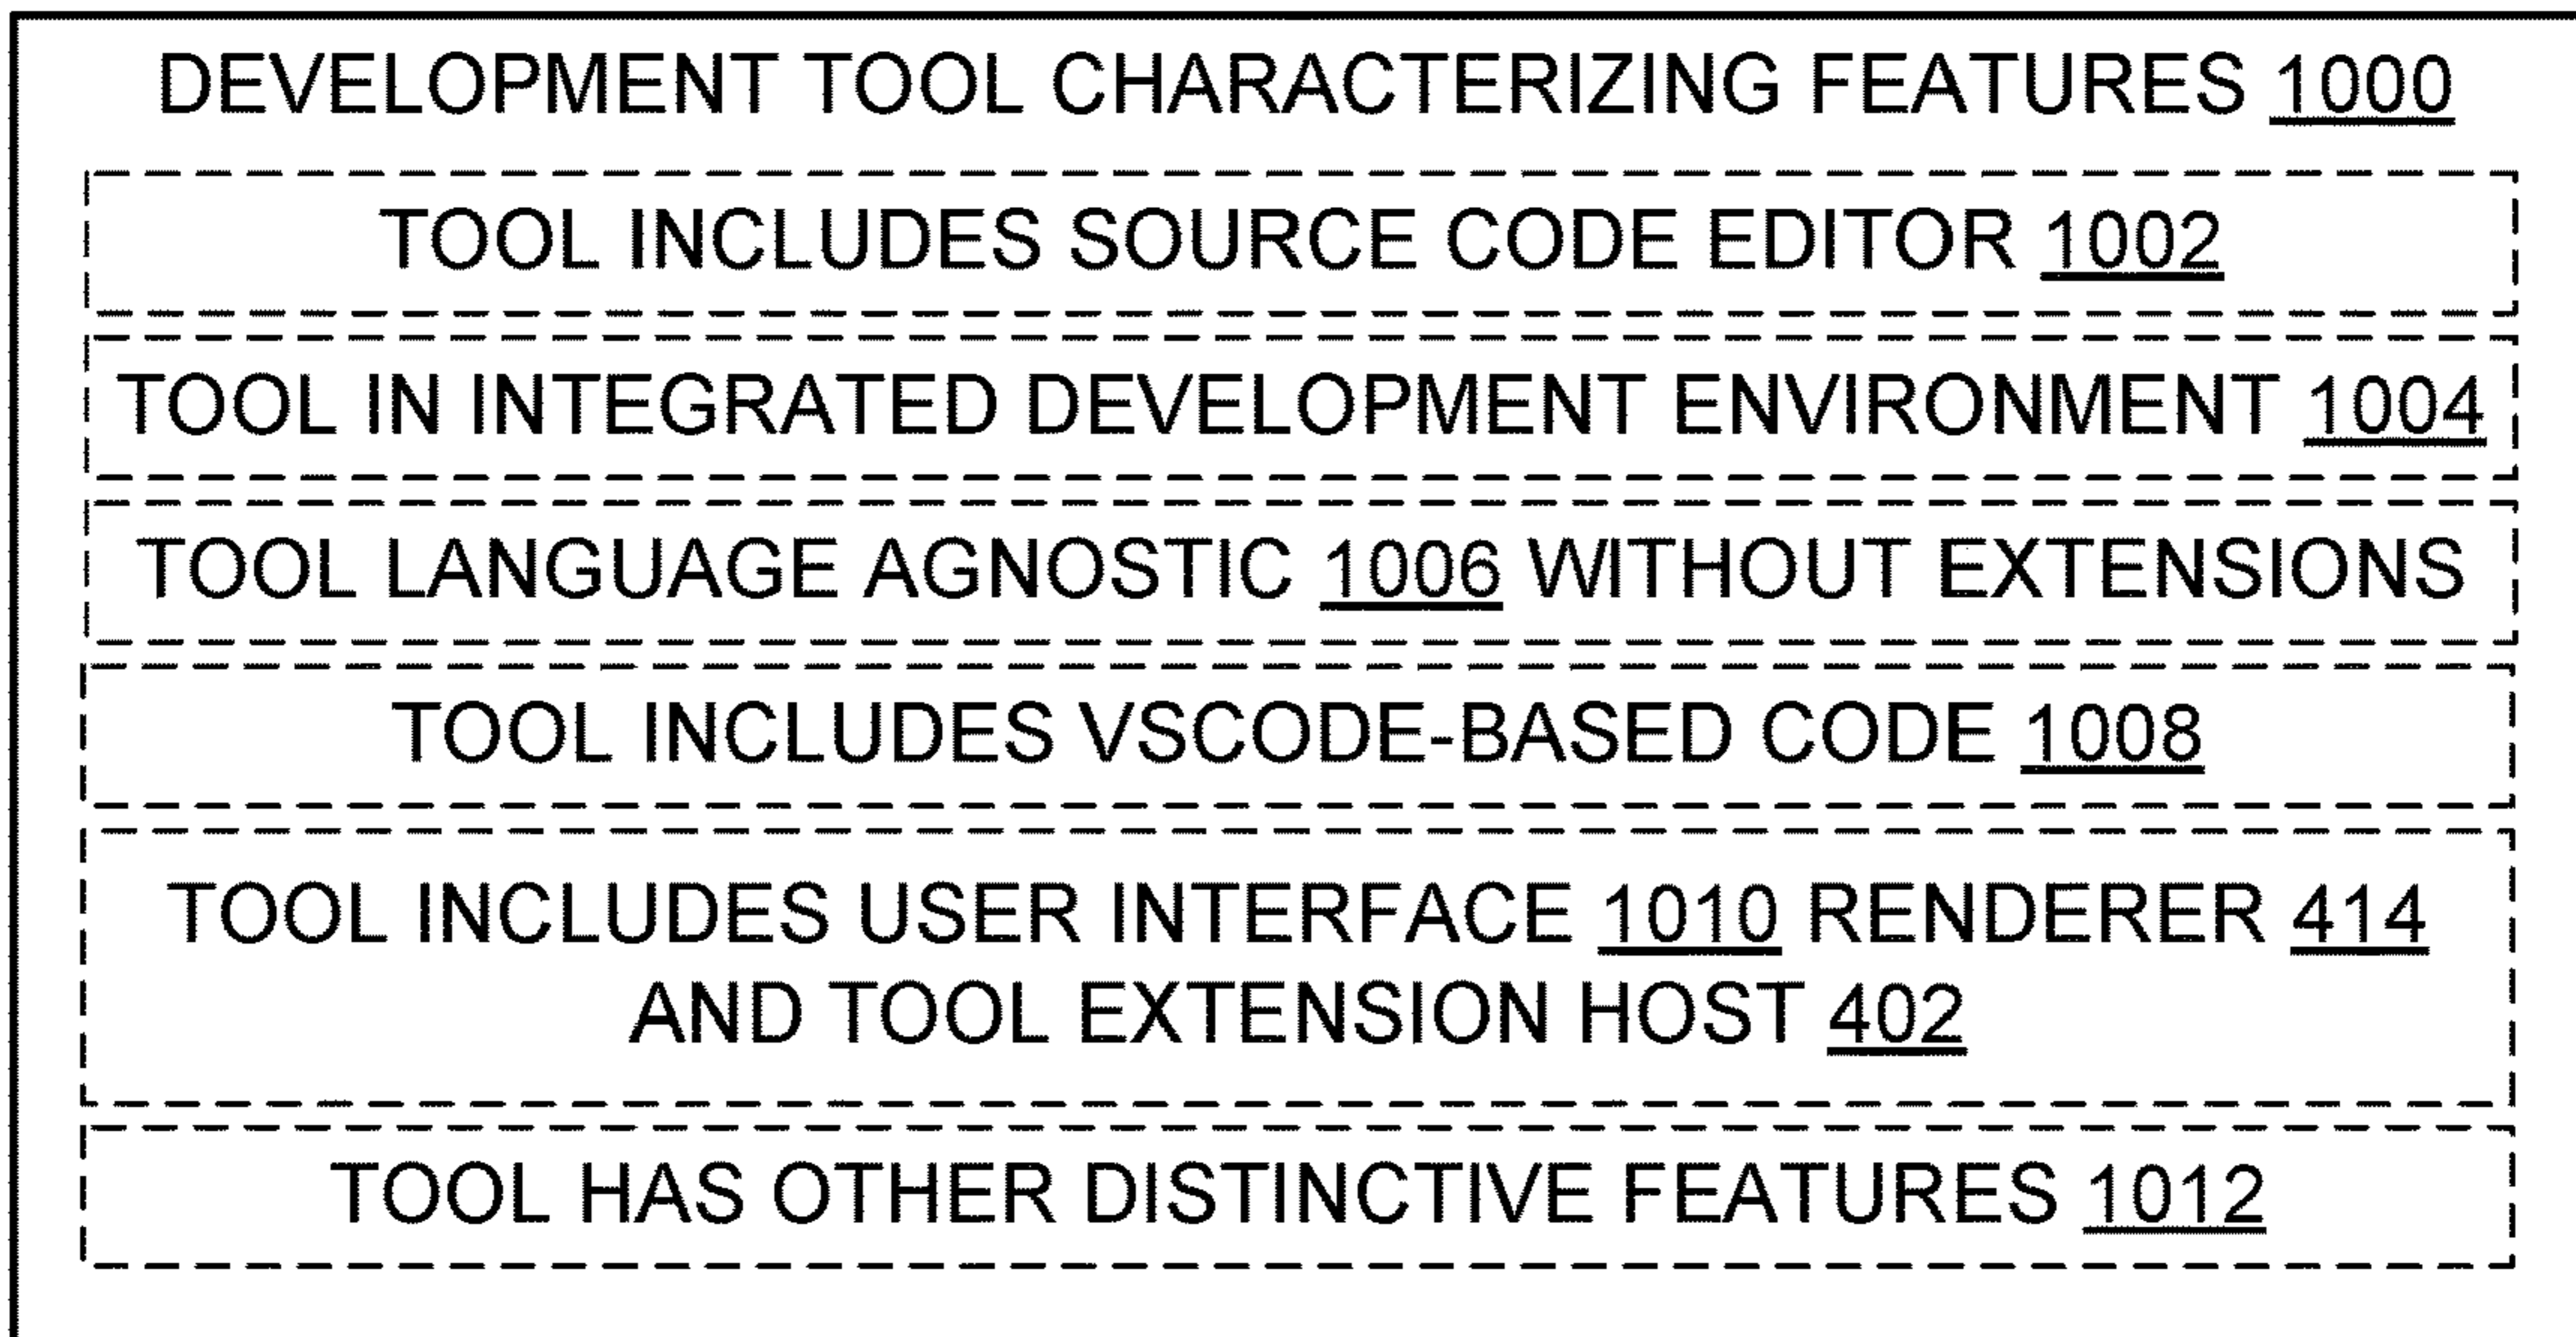 DEVELOPMENT TOOL CHARACTERIZING FEATURES 1000
TOOL INCLUDES SOURCE CODE EDITOR 1002
TOOL IN INTEGRATED DEVELOPMENT ENVIRONMENT 1004
TOOL LANGUAGE AGNOSTIC 1006 WITHOUT EXTENSIONS
TOOL INCLUDES VSCODE-BASED CODE 1008
TOOL INCLUDES USER INTERFACE 1010 RENDERER 414
AND TOOL EXTENSION HOST 402
TOOL HAS OTHER DISTINCTIVE FEATURES 1012